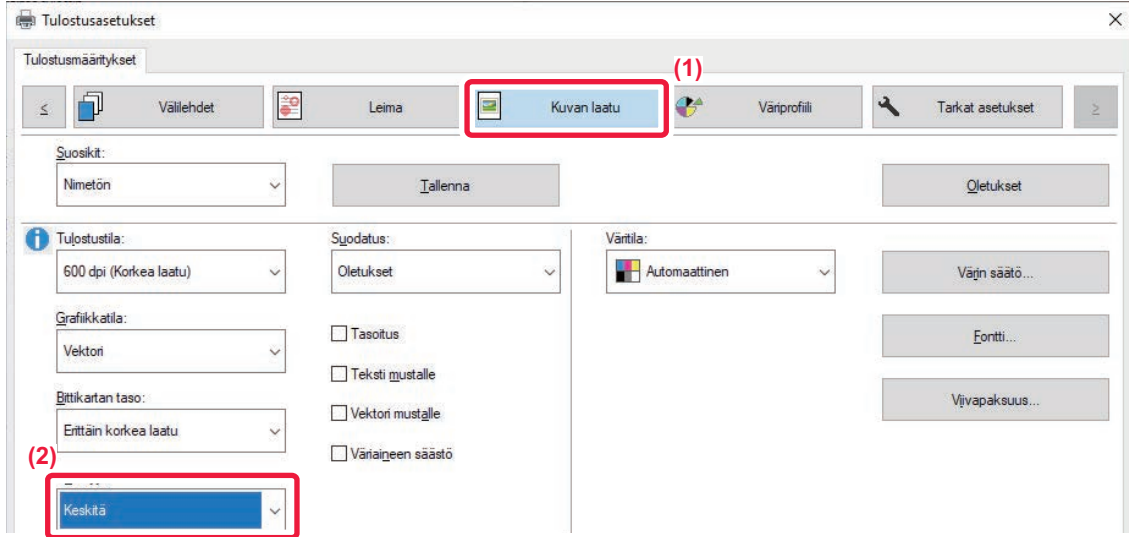 Tulostusasetukset
Tulostusmääritykset
(1)
≤ Välilehdet Leima Kuvan laatu Väriprofiili Tarkat asetukset ≥
Suosikit:
Nimetön Tallenna Oletukset
Tulostustila: Suodatus: Väritila:
600 dpi (Korkea laatu) Oletukset Automaattinen Värin säätö...
Grafiikkatila:
Vektori Tasoitus Fontti...
Teksti mustalle
Bittikartan taso: Vektori mustalle Viivapaksuus...
Erittäin korkea laatu Väriaineen säästö
(2)
Keskitä